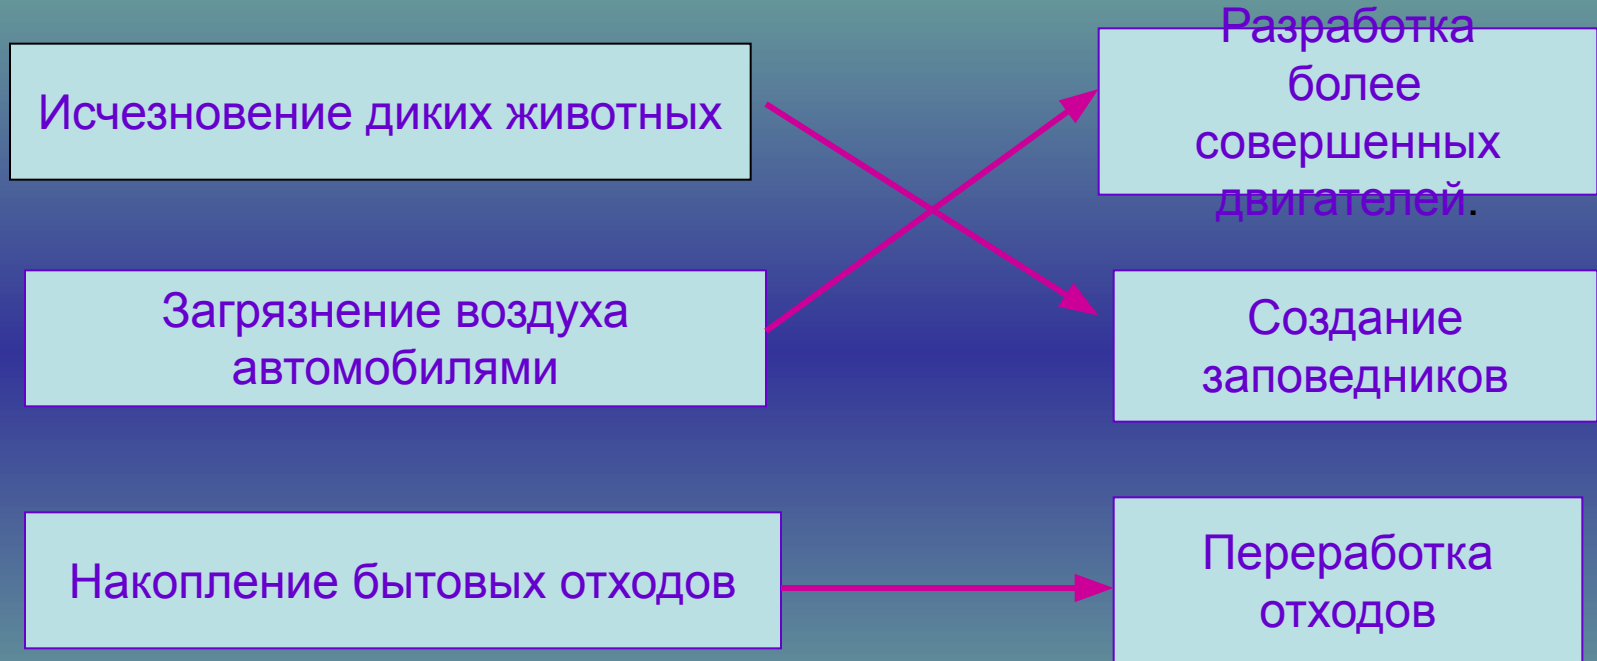 Исчезновение диких животных
Разработка
более
совершенных
двигателей.
Загрязнение воздуха
автомобилями
Создание
заповедников
Накопление бытовых отходов
Переработка
отходов